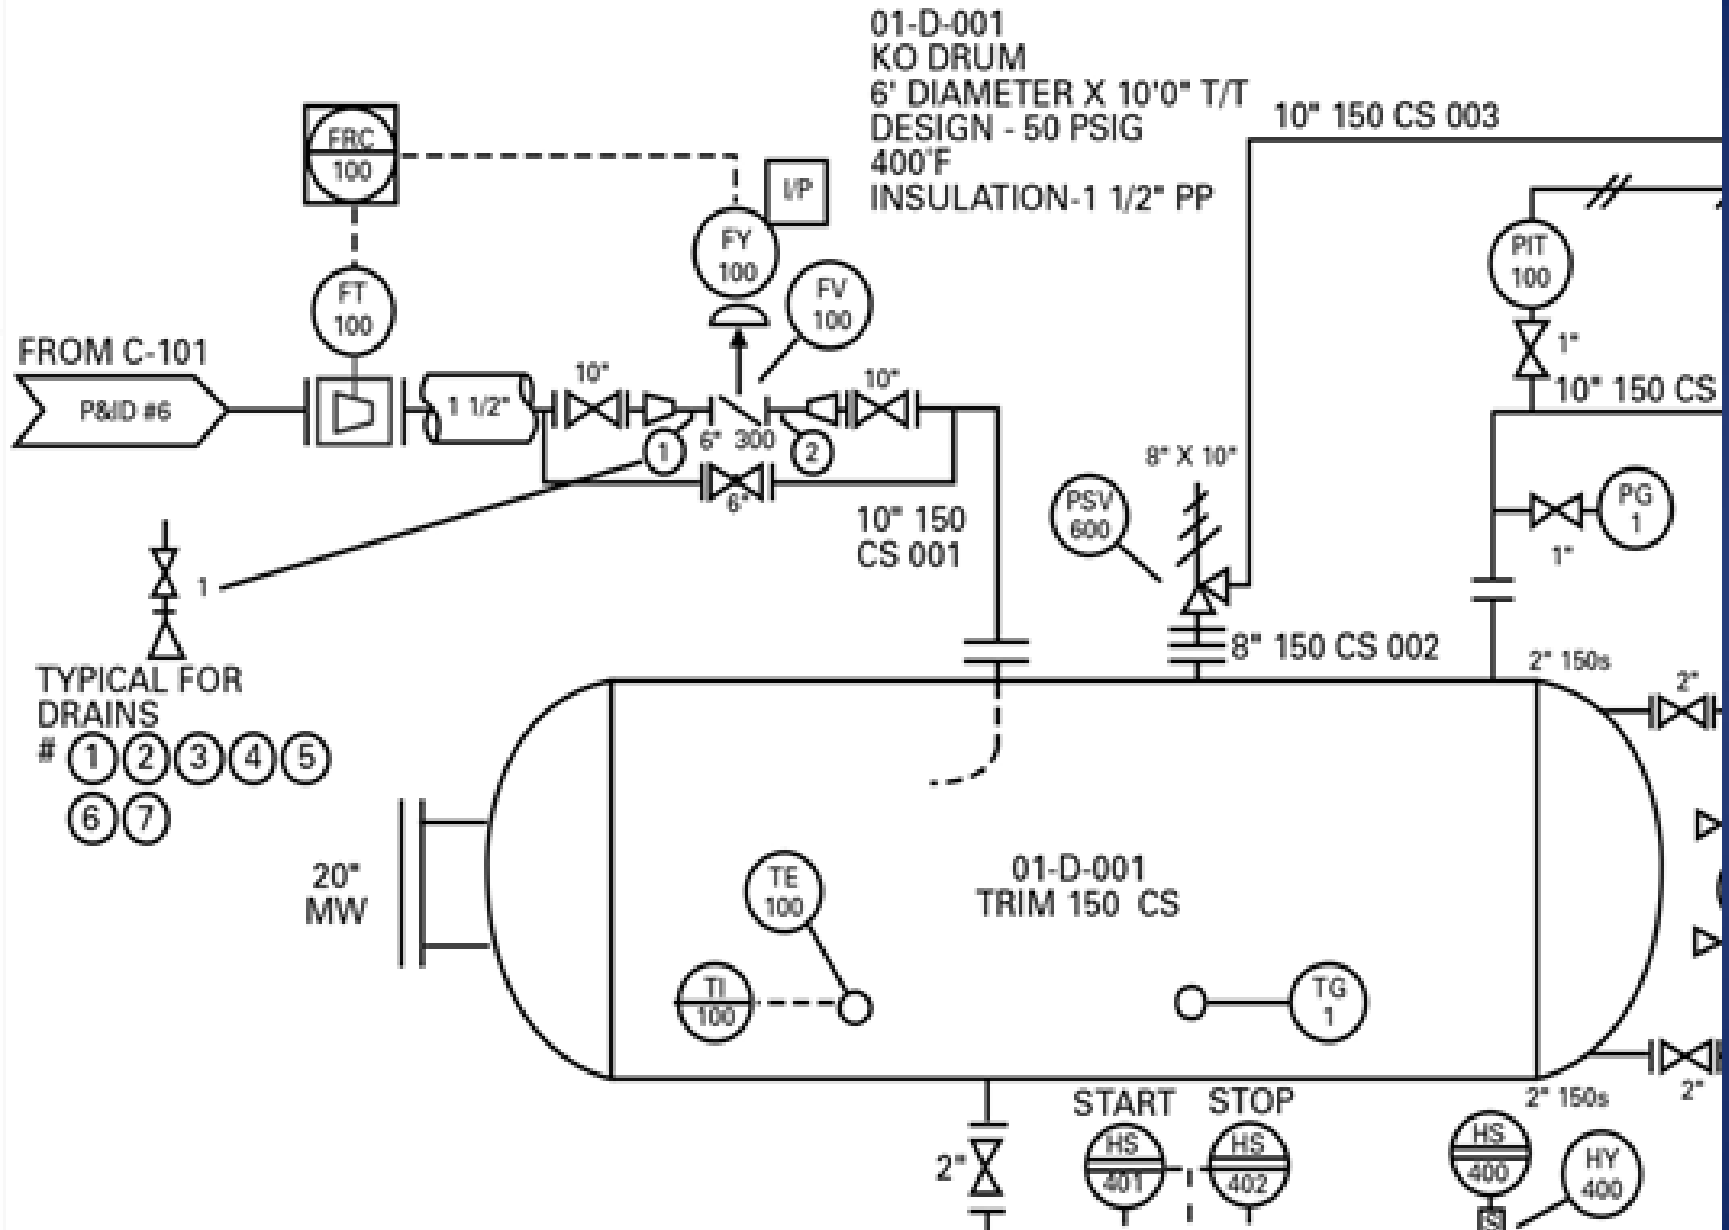 01-D-001
KO DRUM
6' DIAMETER X 10'0" T/T
DESIGN - 50 PSIG
400°F
INSULATION-1 1/2" PP
10" 150 CS 003
FRC
100
I/P
FY
100
FV
100
FT
100
PIT
100
1"
FROM C-101
P&ID #6
1 1/2"
10"
10"
1
6" 300
2
6"
10" 150 CS
8" X 10"
PSV
600
PG
1
1"
10" 150
CS 001
1
8" 150 CS 002
2" 150s
2"
TYPICAL FOR
DRAINS
# 1 2 3 4 5
6 7
20"
MW
TE
100
01-D-001
TRIM 150 CS
TI
100
TG
1
START STOP
2" 150s
2"
2"
HS
401
HS
402
HS
400
HY
400
S